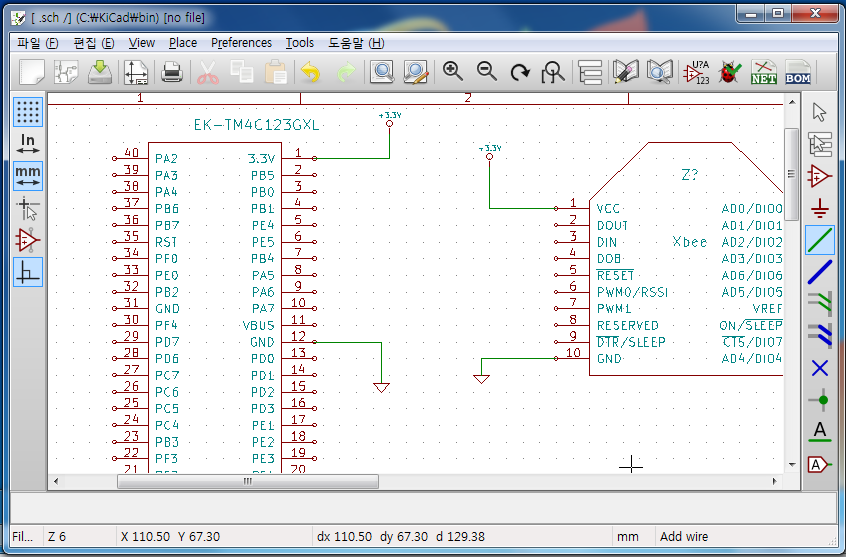 [ .sch /] (C:₩KiCad₩bin) [no file]
파일 (F) 편집 (E) View Place Preferences Tools 도움말 (H)
U?A
123
NET
BOM
In
mm
1 2
EK-TM4C123GXL
+3.3V
+3.3V
Z?
Xbee
40 PA2 3.3V 1
39 PA3 PB5 2
38 PA4 PB0 3
37 PB6 PB1 4
36 PB7 PE4 5
35 RST PE5 6
34 PF0 PB4 7
33 PE0 PA5 8
32 PB2 PA6 9
31 GND PA7 10
30 PF4 VBUS 11
29 PD7 GND 12
28 PD6 PD0 13
27 PC7 PD1 14
26 PC6 PD2 15
25 PC5 PD3 16
24 PC4 PE1 17
23 PB3 PE2 18
22 PF3 PE3 19
21 20
1 VCC AD0/DIO0
2 DOUT AD1/DIO1
3 DIN AD2/DIO2
4 DO8 AD3/DIO3
5 RESET AD6/DIO6
6 PWM0/RSSI AD5/DIO5
7 PWM1 VREF
8 RESERVED ON/SLEEP
9 DTR/SLEEP CTS/DIO7
10 GND AD4/DIO4
A
A
Fil... Z 6 X 110.50 Y 67.30 dx 110.50 dy 67.30 d 129.38 mm Add wire